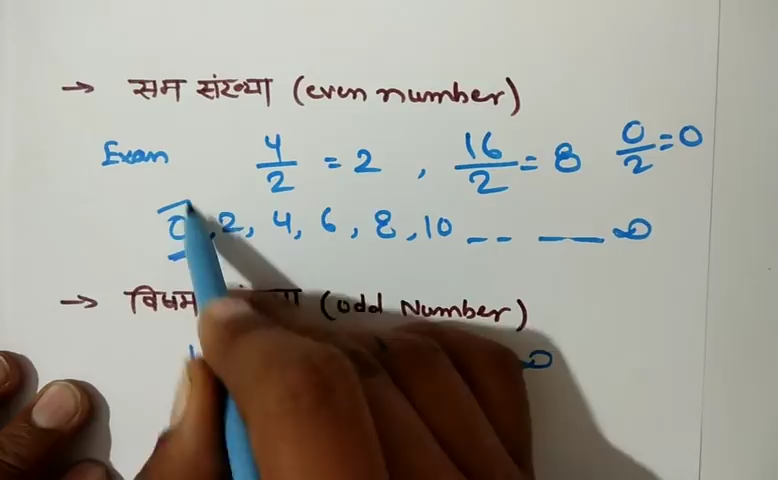 → सम संख्या (even number)
Exam 4/2 = 2 , 16/2 = 8 0/2 = 0
0, 2, 4, 6, 8, 10 -- -- ∞
→ विषम (odd Number)
∞